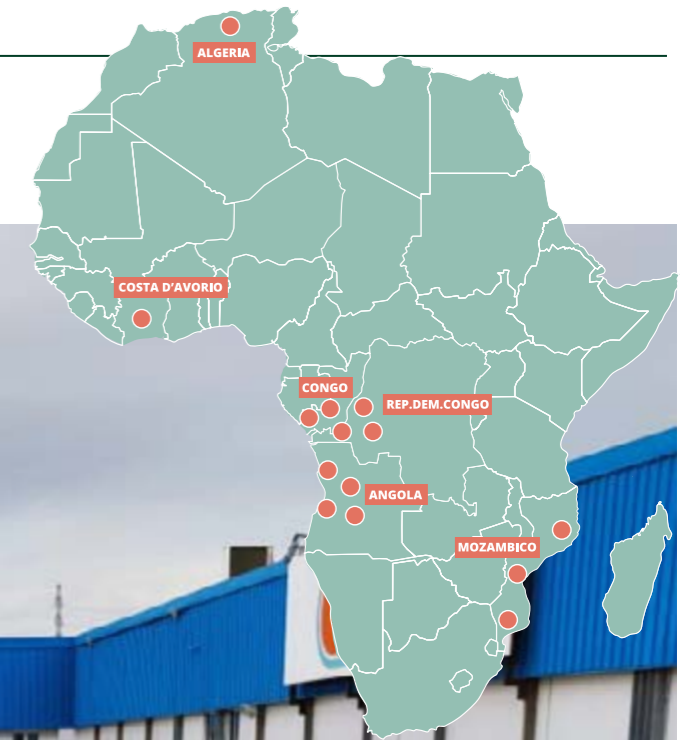 ALGERIA
COSTA D'AVORIO
CONGO
REP.DEM.CONGO
ANGOLA
MOZAMBICO